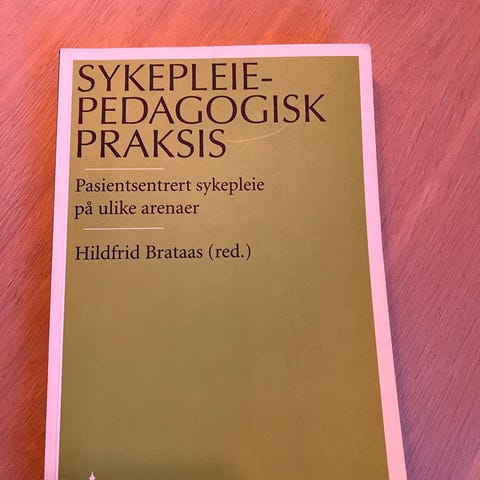 SYKEPLEIE-
PEDAGOGISK
PRAKSIS
Pasientsentrert sykepleie
på ulike arenaer
Hildfrid Brataas (red.)